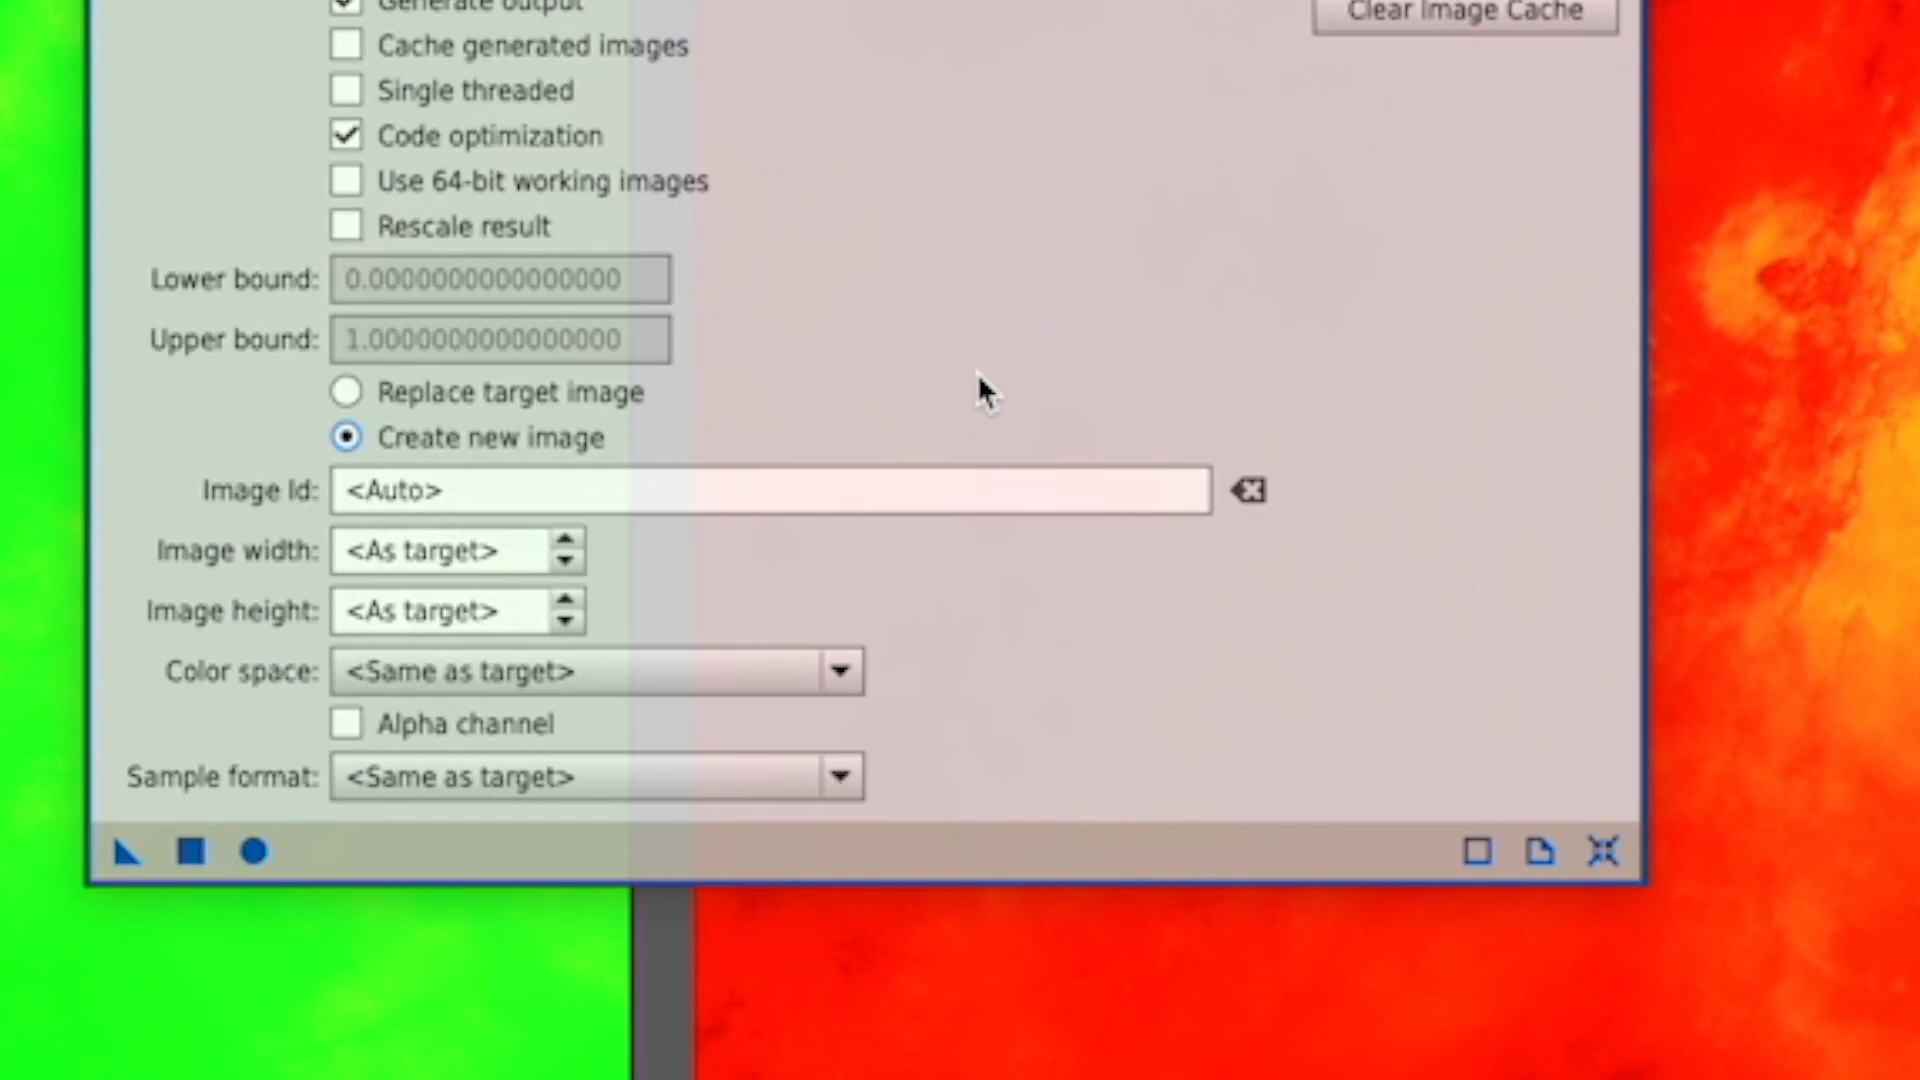 Generate output
Clear Image Cache
Cache generated images
Single threaded
Code optimization
Use 64-bit working images
Rescale result
Lower bound: 0.0000000000000000
Upper bound: 1.0000000000000000
Replace target image
Create new image
Image Id: <Auto>
Image width: <As target>
Image height: <As target>
Color space: <Same as target>
Alpha channel
Sample format: <Same as target>